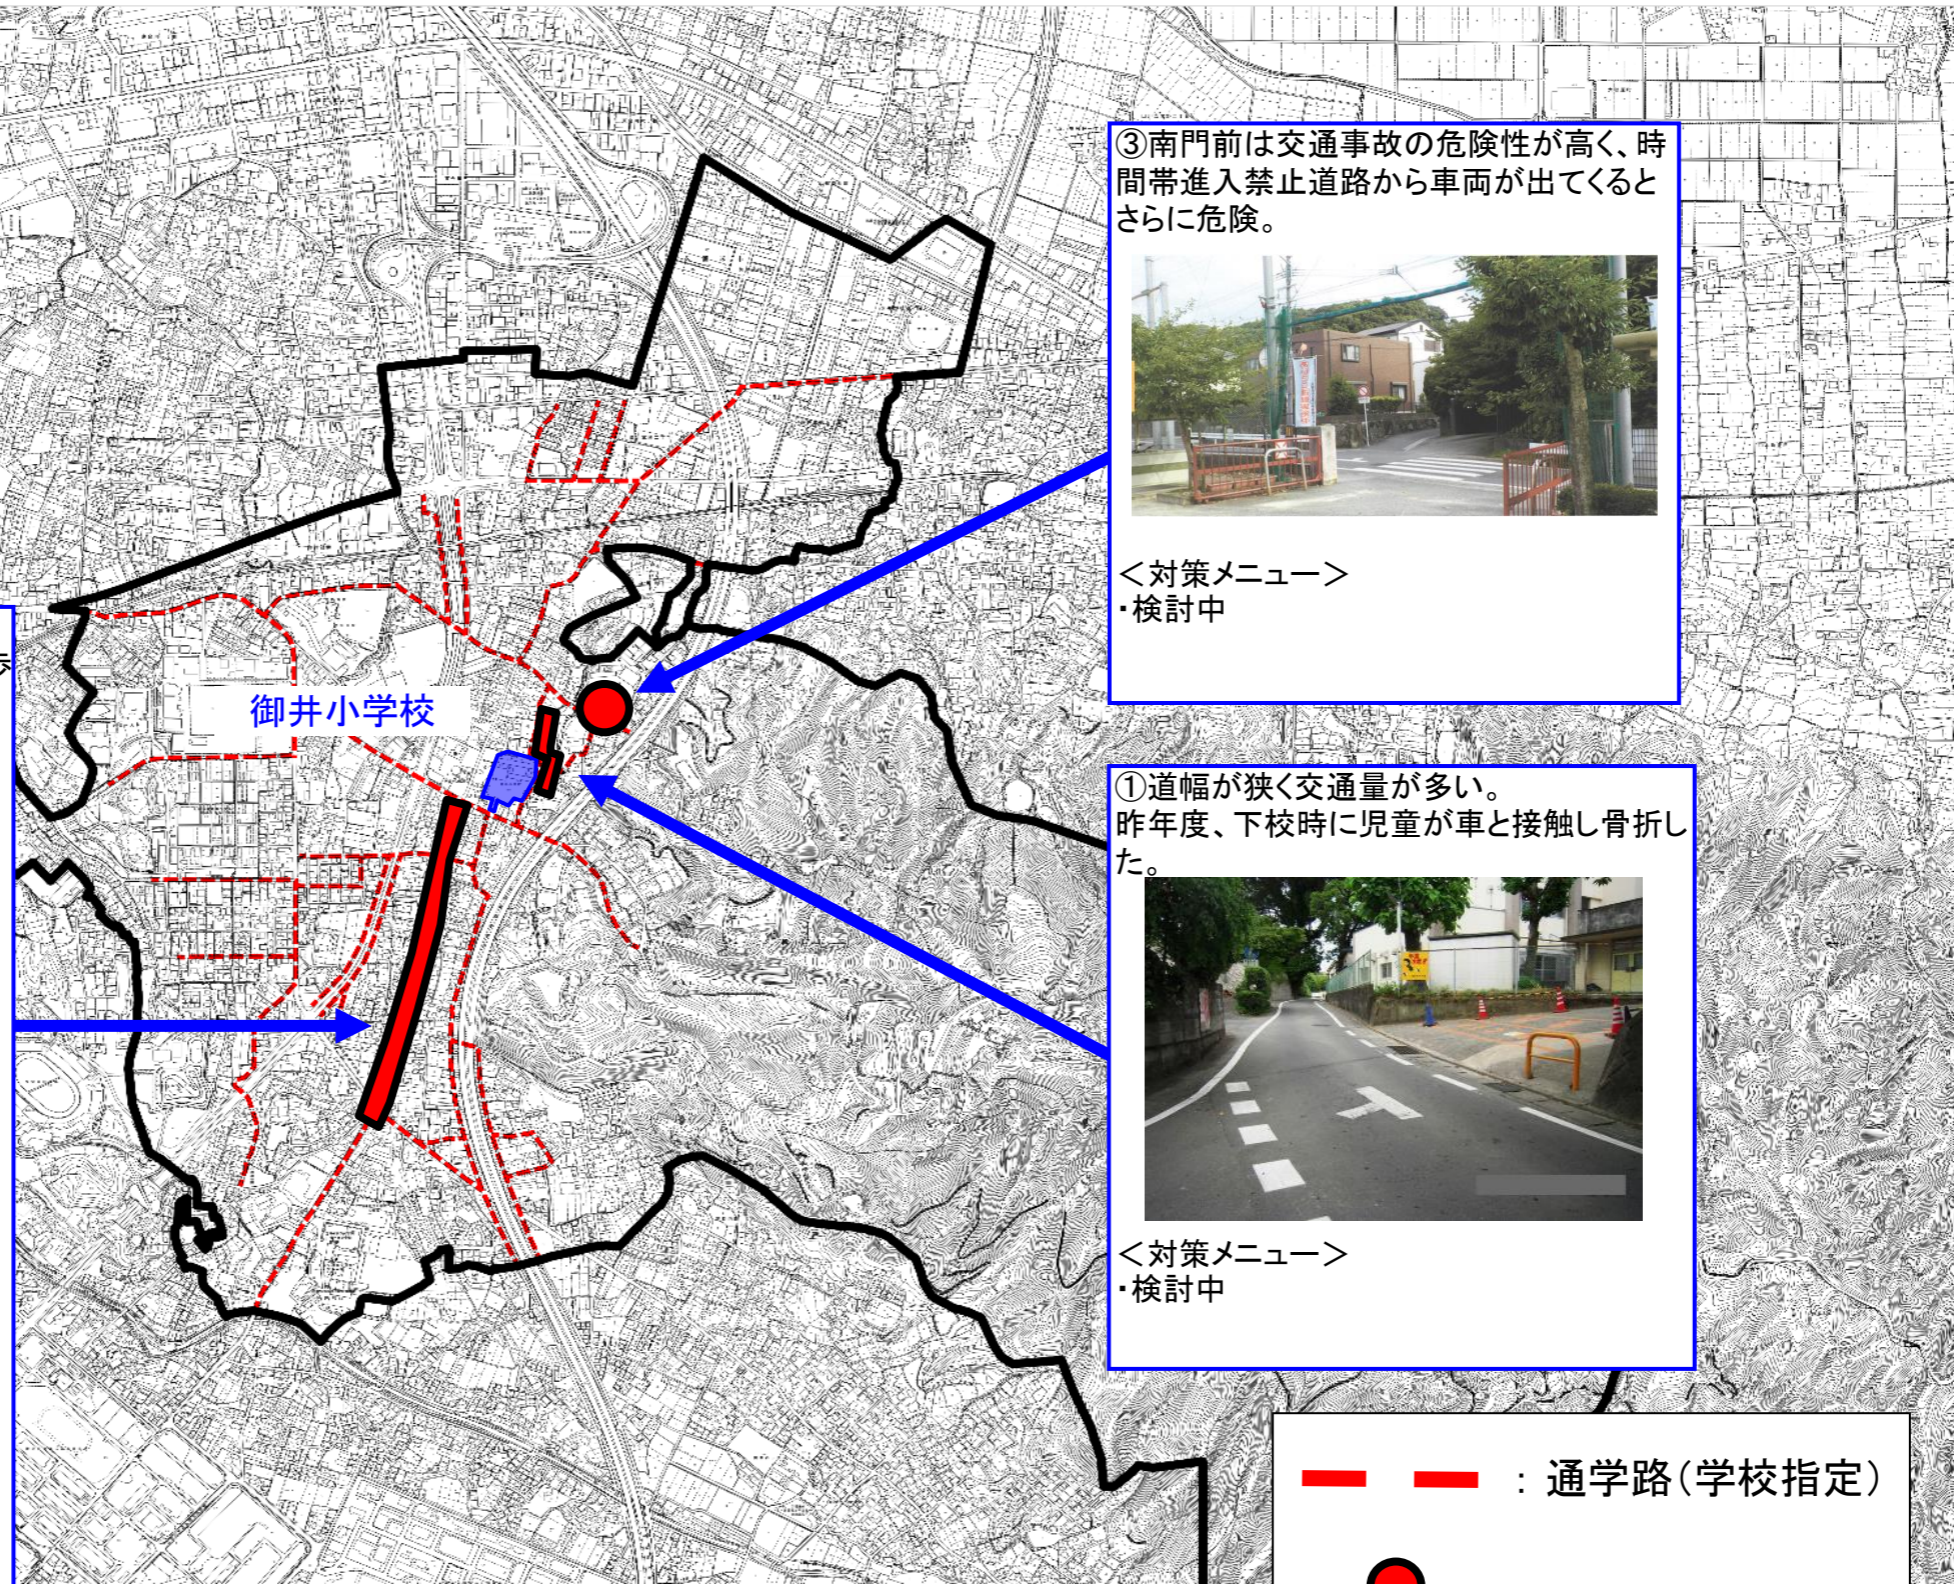 ③南門前は交通事故の危険性が高く、時
間帯進入禁止道路から車両が出てくると
さらに危険。
＜対策メニュー＞
・検討中
歩
御井小学校
①道幅が狭く交通量が多い。
昨年度、下校時に児童が車と接触し骨折し
た。
＜対策メニュー＞
・検討中
：通学路（学校指定）